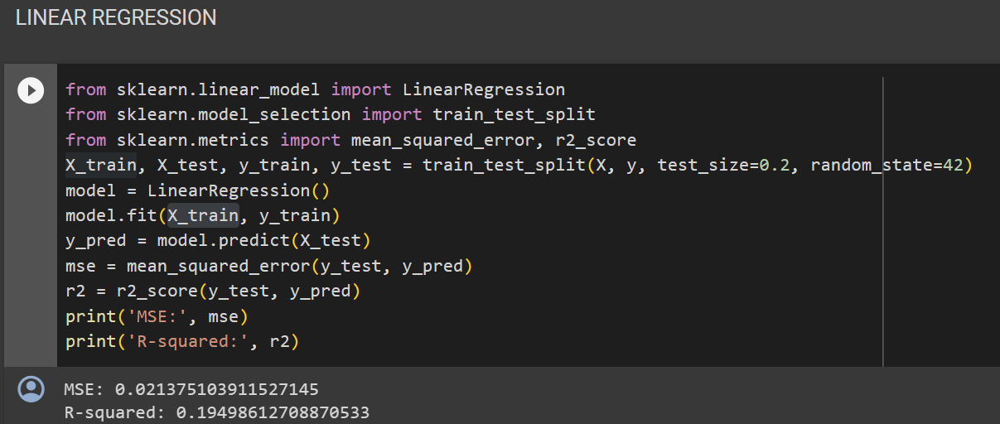 LINEAR REGRESSION
from sklearn.linear_model import LinearRegression
from sklearn.model_selection import train_test_split
from sklearn.metrics import mean_squared_error, r2_score
X_train, X_test, y_train, y_test = train_test_split(X, y, test_size=0.2, random_state=42)
model = LinearRegression()
model.fit(X_train, y_train)
y_pred = model.predict(X_test)
mse = mean_squared_error(y_test, y_pred)
r2 = r2_score(y_test, y_pred)
print('MSE:', mse)
print('R-squared:', r2)
MSE: 0.021375103911527145
R-squared: 0.19498612708870533